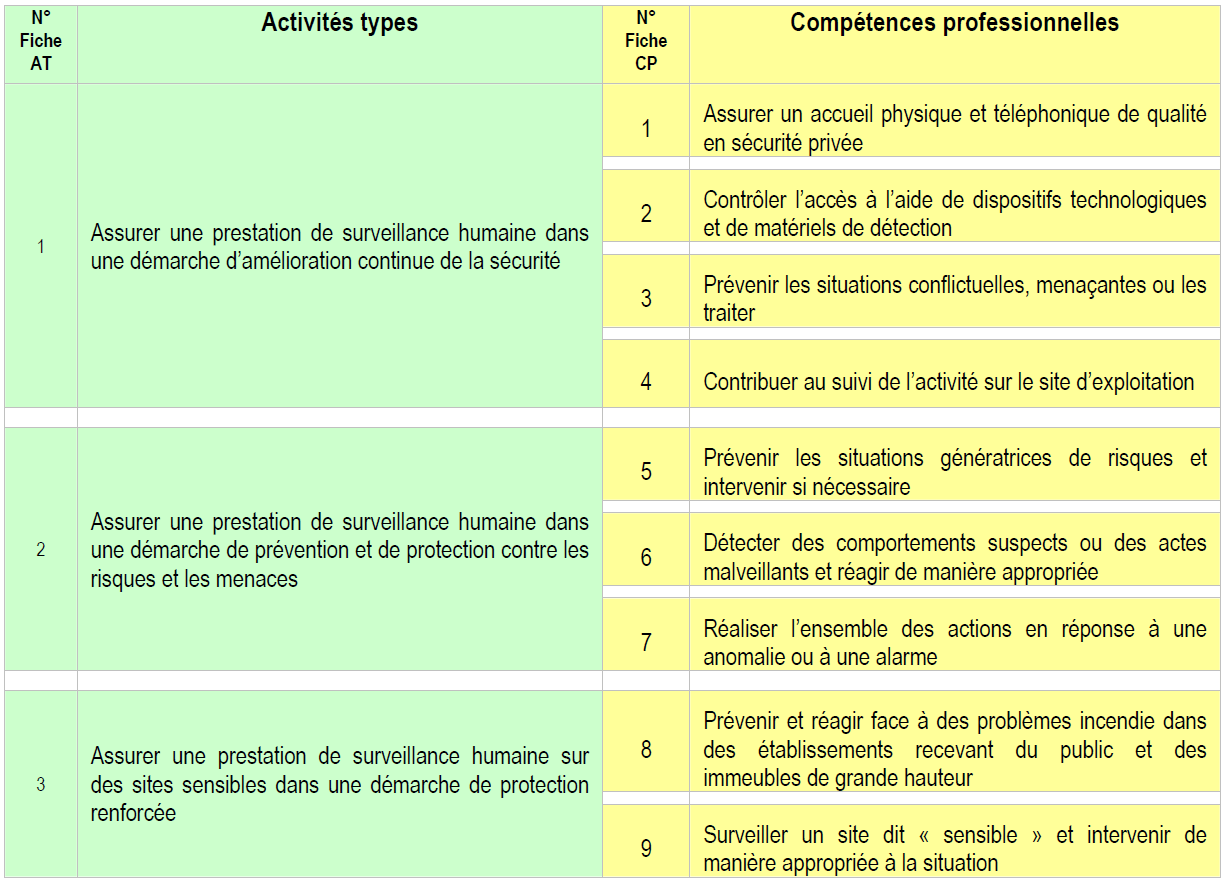 N°
Fiche
AT
Activités types
N°
Fiche
CP
Compétences professionnelles
1
Assurer une prestation de surveillance humaine dans
une démarche d'amélioration continue de la sécurité
1
Assurer un accueil physique et téléphonique de qualité
en sécurité privée
2
Contrôler l'accès à l'aide de dispositifs technologiques
et de matériels de détection
3
Prévenir les situations conflictuelles, menaçantes ou les
traiter
4
Contribuer au suivi de l'activité sur le site d'exploitation
2
Assurer une prestation de surveillance humaine dans
une démarche de prévention et de protection contre les
risques et les menaces
5
Prévenir les situations génératrices de risques et
intervenir si nécessaire
6
Détecter des comportements suspects ou des actes
malveillants et réagir de manière appropriée
7
Réaliser l'ensemble des actions en réponse à une
anomalie ou à une alarme
3
Assurer une prestation de surveillance humaine sur
des sites sensibles dans une démarche de protection
renforcée
8
Prévenir et réagir face à des problèmes incendie dans
des établissements recevant du public et des
immeubles de grande hauteur
9
Surveiller un site dit « sensible » et intervenir de
manière appropriée à la situation